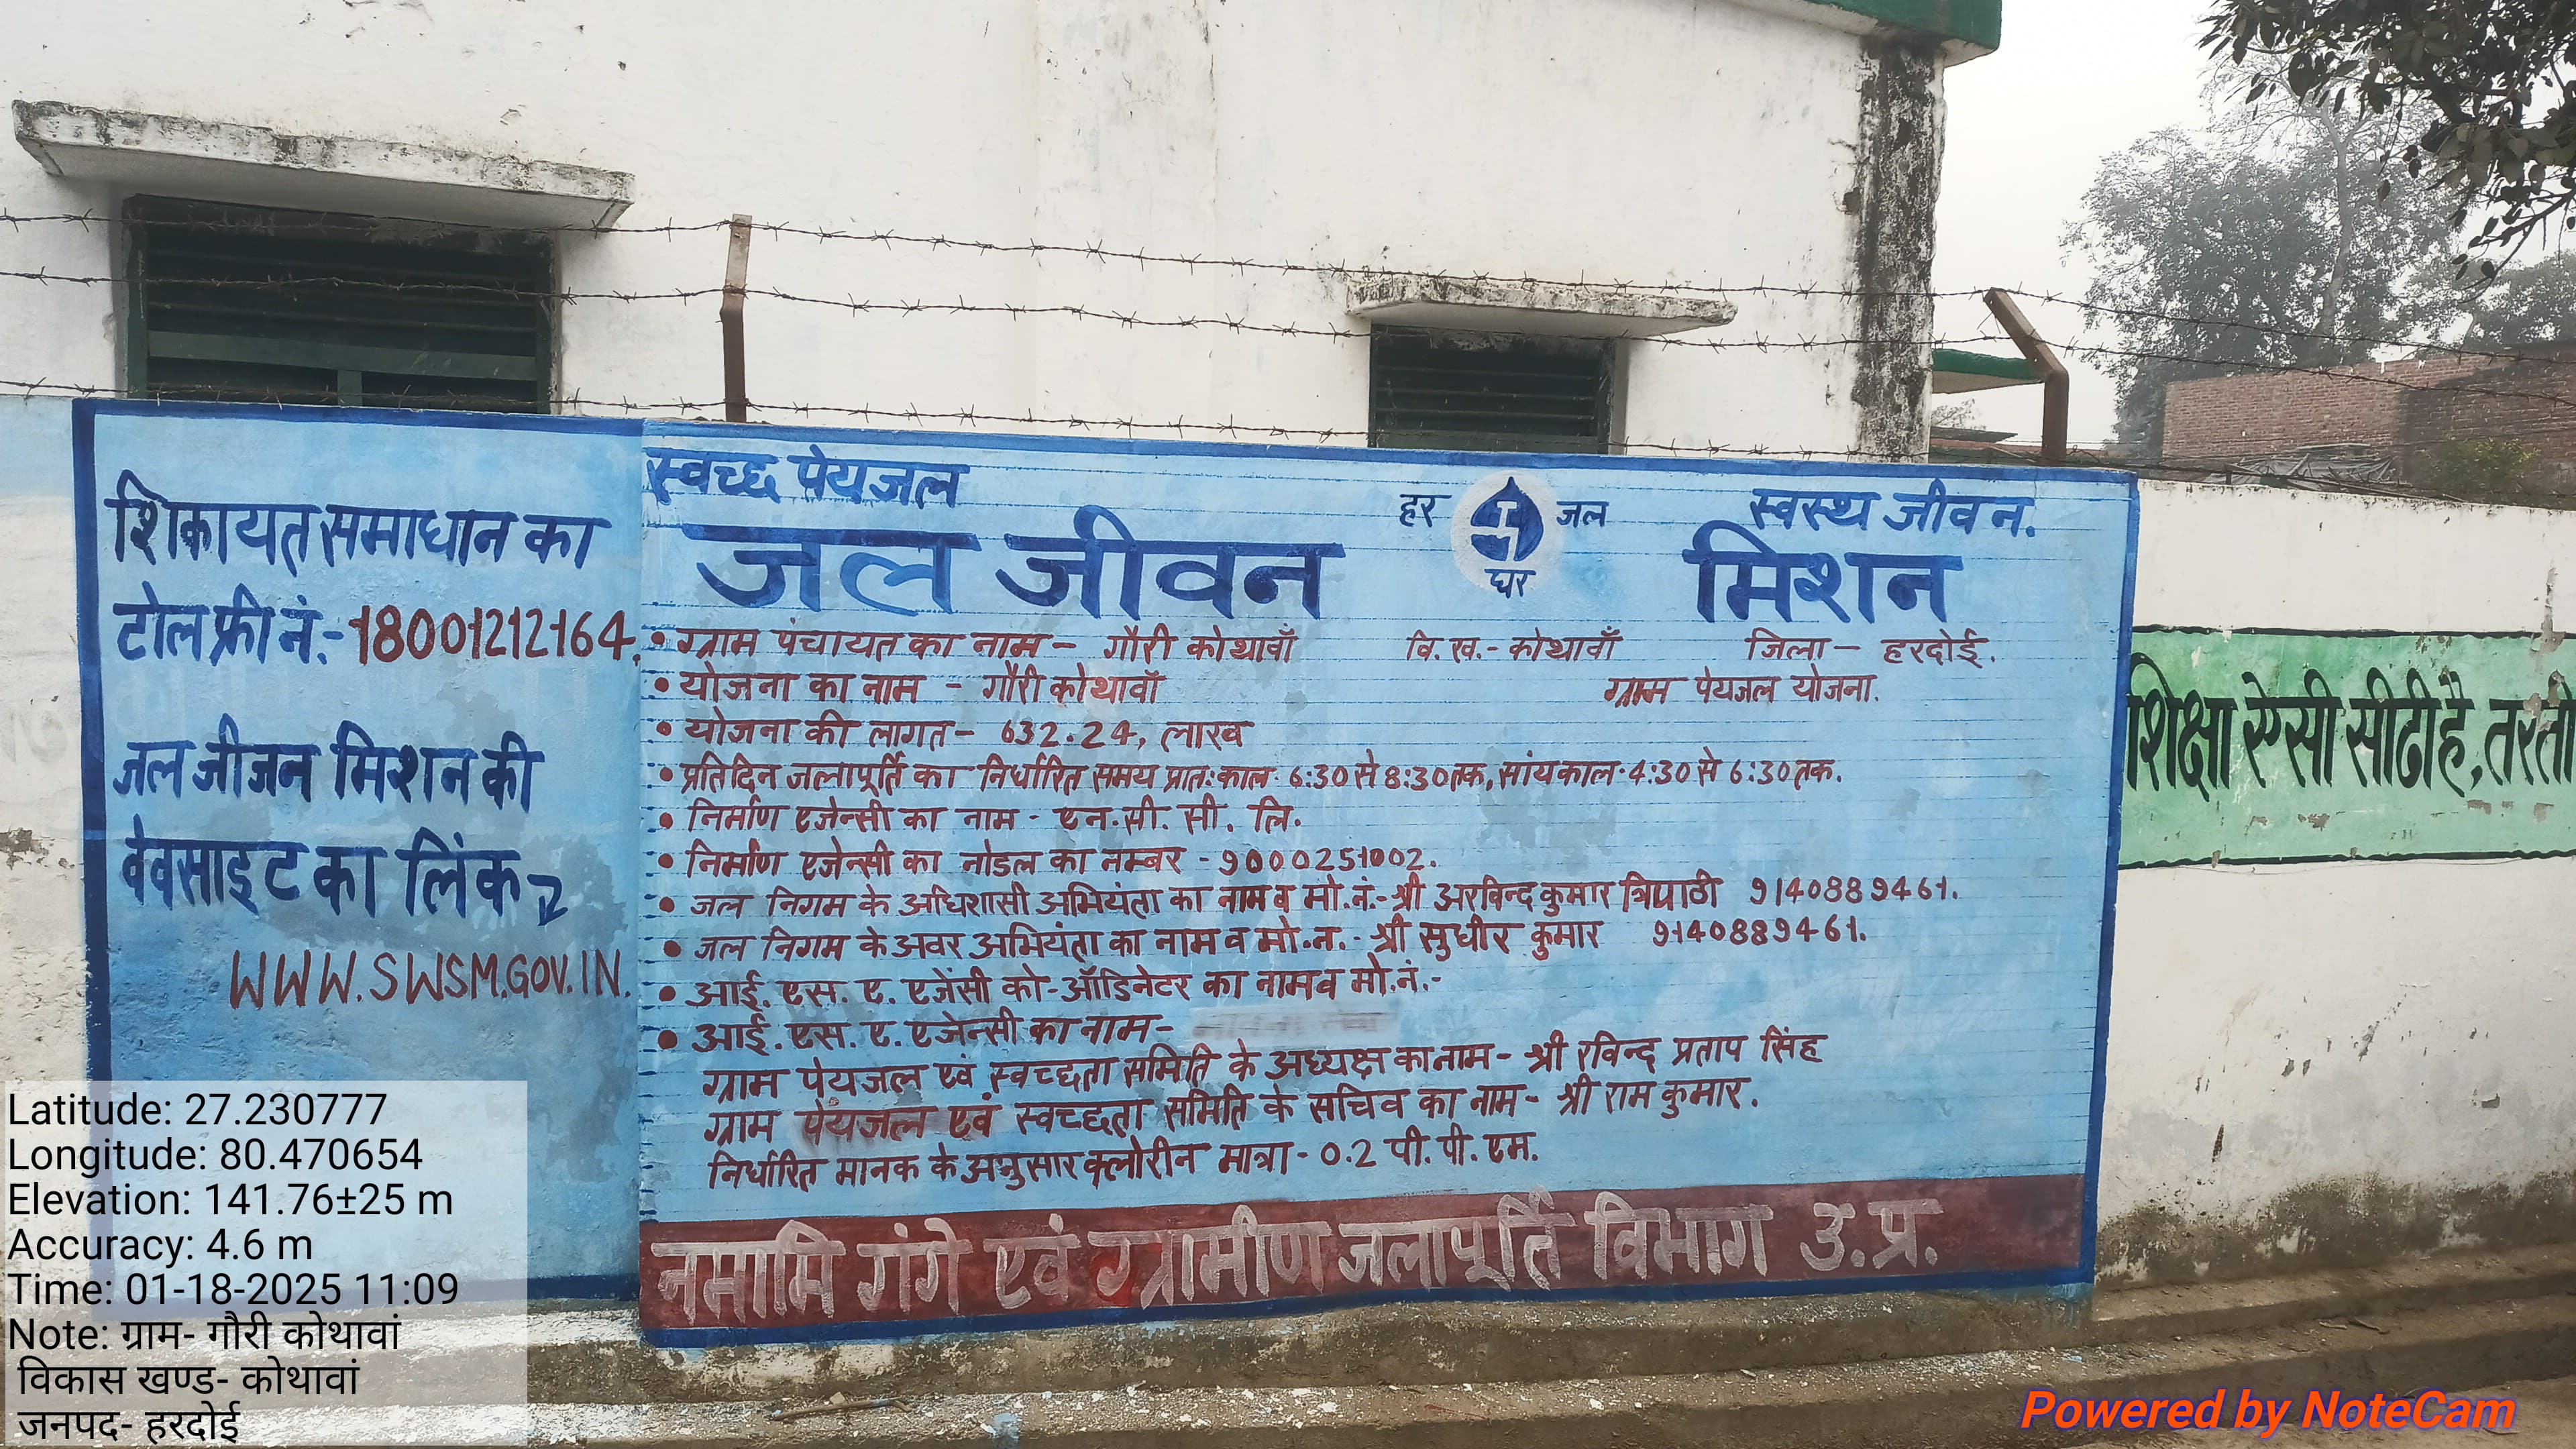 शिकायत समाधान का
टोल फ्री नं.:- 18001212164.
जल जीजन मिशन की
वेबसाइट का लिंक
WWW.SWSM.GOV.IN.
स्वच्छ पेयजल
हर जल
घर
स्वस्थ जीवन.
जल जीवन मिशन
• ग्राम पंचायत का नाम - गौरी कोथावाँ वि. ख. - कोथावाँ जिला - हरदोई.
• योजना का नाम - गौरी कोथावाँ ग्राम पेयजल योजना.
• योजना की लागत - 632.24, लाख
• प्रतिदिन जलापूर्ति का निर्धारित समय प्रातःकाल- 6:30 से 8:30 तक, सांयकाल-4:30 से 6:30 तक.
• निर्माण एजेन्सी का नाम - एन. सी. सी. लि.
• निर्माण एजेन्सी का नोडल का नम्बर - 9000251002.
• जल निगम के अधिशासी अभियंता का नाम व मो.नं.- श्री अरविन्द कुमार त्रिपाठी 9140889461.
• जल निगम के अवर अभियंता का नाम व मो.न.- श्री सुधीर कुमार 9140889461.
• आई. एस. ए. एजेंसी को-ऑडिनेटर का नाम व मो.नं.-
• आई. एस. ए. एजेन्सी का नाम-
ग्राम पेयजल एवं स्वच्छता समिति के अध्यक्ष का नाम - श्री रविन्द प्रताप सिंह
ग्राम पेयजल एवं स्वच्छता समिति के सचिव का नाम - श्री राम कुमार.
निर्धारित मानक के अनुसार क्लोरीन मात्रा - 0.2 पी. पी. एम.
नमामि गंगे एवं ग्रामीण जलापूर्ति विभाग उ.प्र.
शिक्षा ऐसी सीढी है, तरती
Latitude: 27.230777
Longitude: 80.470654
Elevation: 141.76±25 m
Accuracy: 4.6 m
Time: 01-18-2025 11:09
Note: ग्राम- गौरी कोथावां
विकास खण्ड- कोथावां
जनपद- हरदोई
Powered by NoteCam